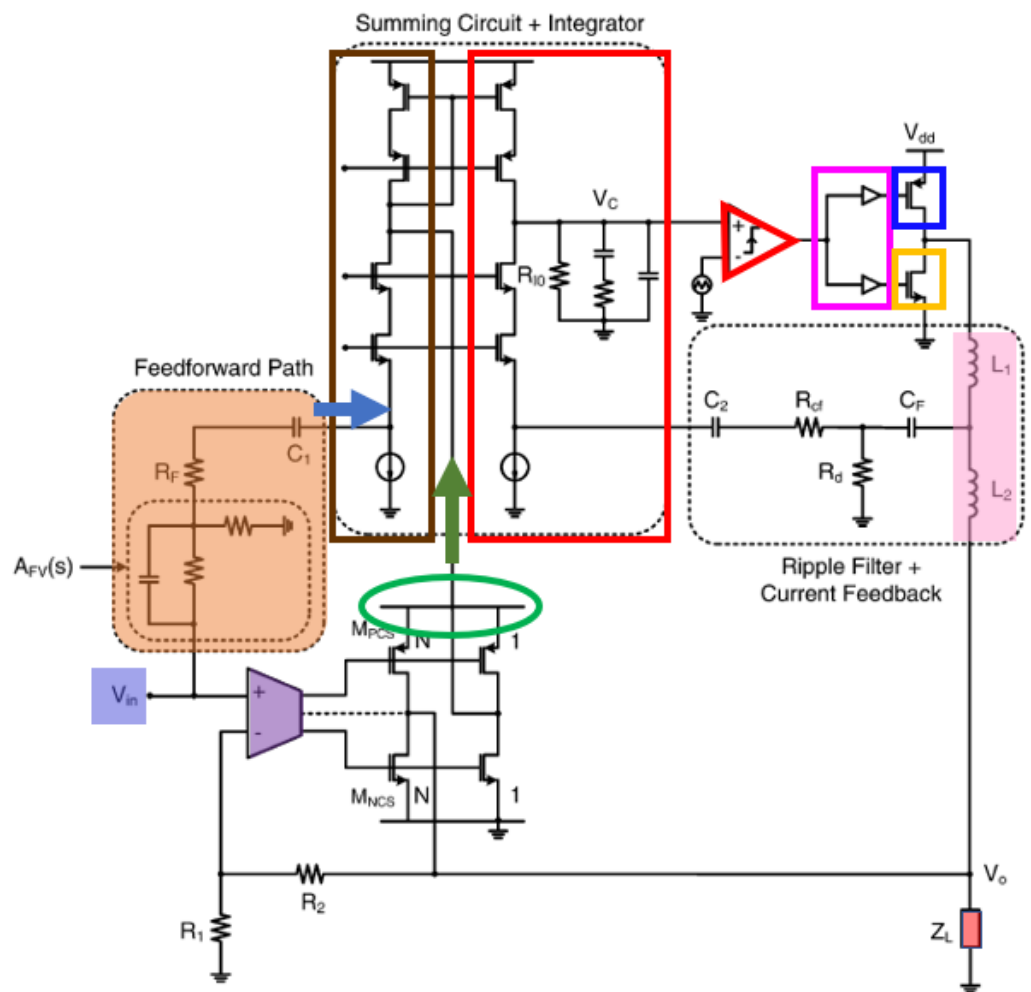 Summing Circuit + Integrator
V_dd
V_C
+
-
R_I0
Feedforward Path
L_1
C_2
R_cf
C_F
C_1
R_F
R_d
L_2
A_FV(s)
Ripple Filter +
Current Feedback
M_PCS
N
1
V_in
+
-
M_NCS
N
1
R_2
V_o
R_1
Z_L